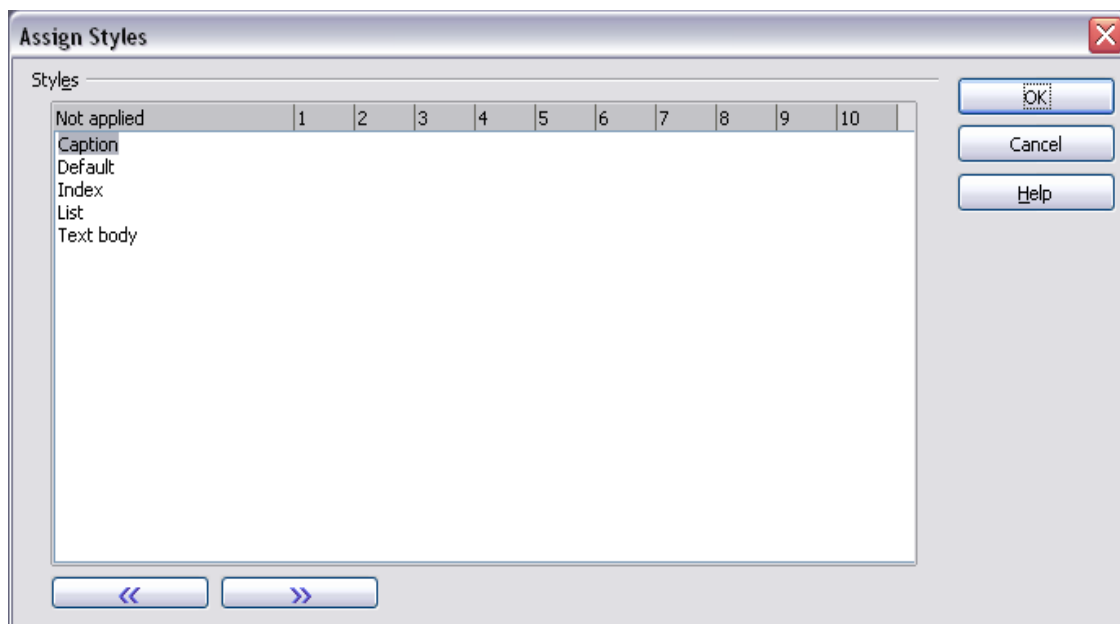 Assign Styles
Styles
Not applied 1 2 3 4 5 6 7 8 9 10
Caption
Default
Index
List
Text body
OK
Cancel
Help
<<
>>